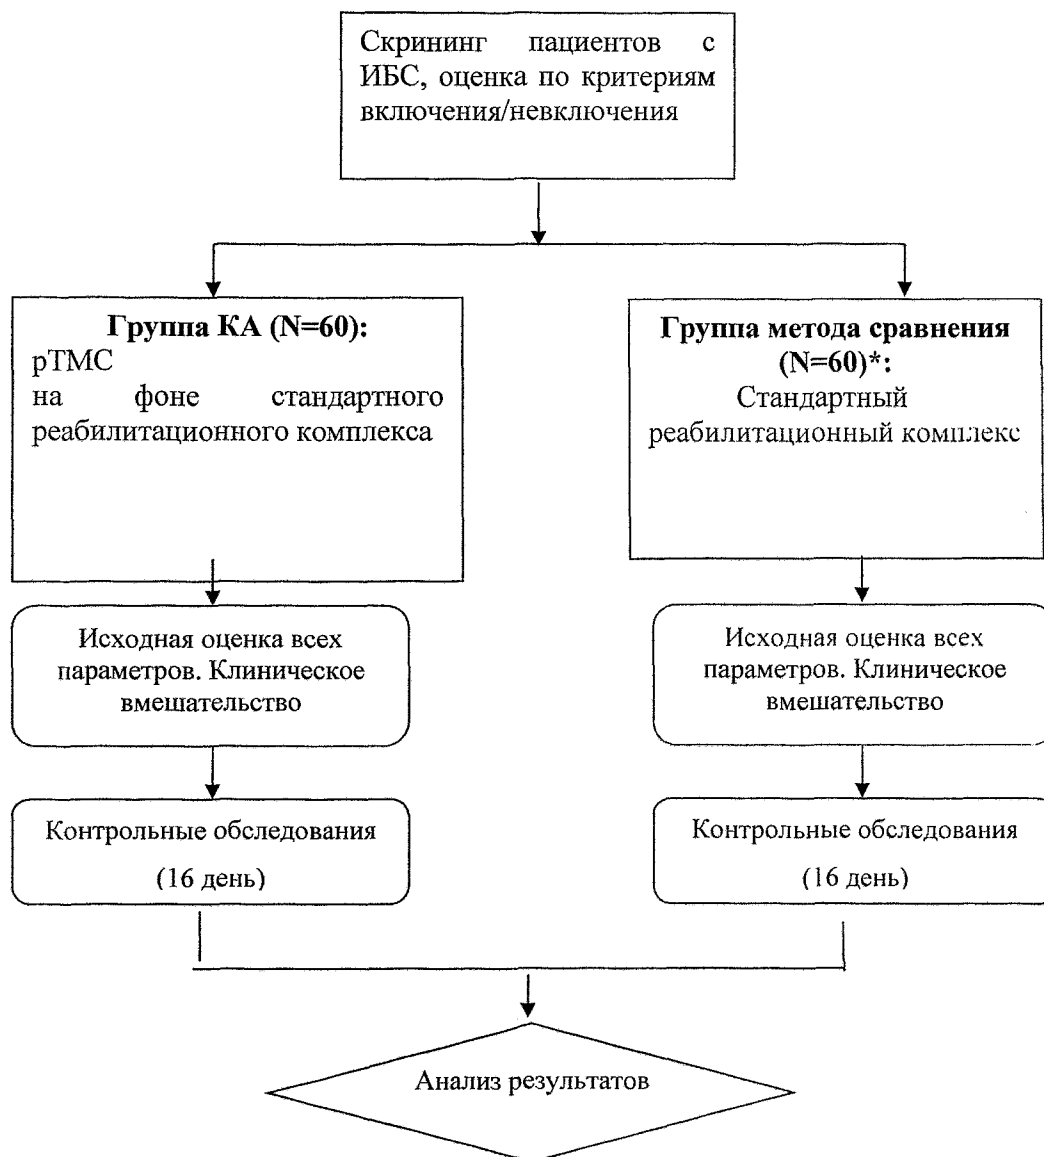 Скрининг пациентов с
ИБС, оценка по критериям
включения/невключения
Группа КА (N=60):
рТМС
на фоне стандартного
реабилитационного комплекса
Группа метода сравнения
(N=60)*:
Стандартный
реабилитационный комплекс
Исходная оценка всех
параметров. Клиническое
вмешательство
Исходная оценка всех
параметров. Клиническое
вмешательство
Контрольные обследования
(16 день)
Контрольные обследования
(16 день)
Анализ результатов